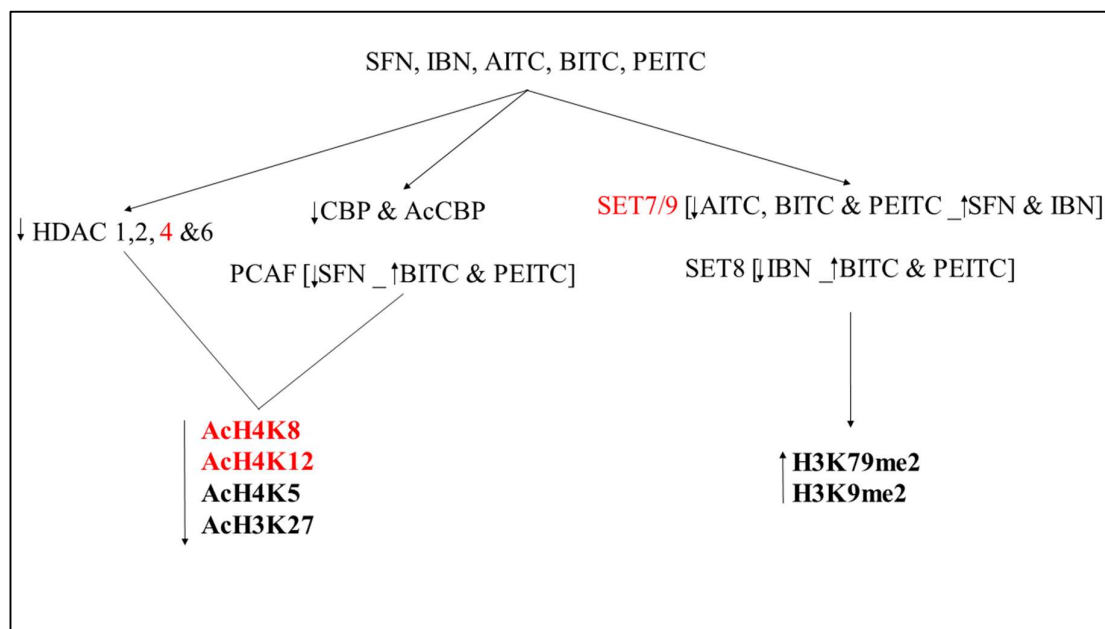 SFN, IBN, AITC, BITC, PEITC
↓ HDAC 1,2, 4 &6
↓CBP & AcCBP
PCAF [↓SFN _↑BITC & PEITC]
SET7/9 [↓AITC, BITC & PEITC _↑SFN & IBN]
SET8 [↓IBN _↑BITC & PEITC]
AcH4K8
AcH4K12
AcH4K5
AcH3K27
H3K79me2
H3K9me2